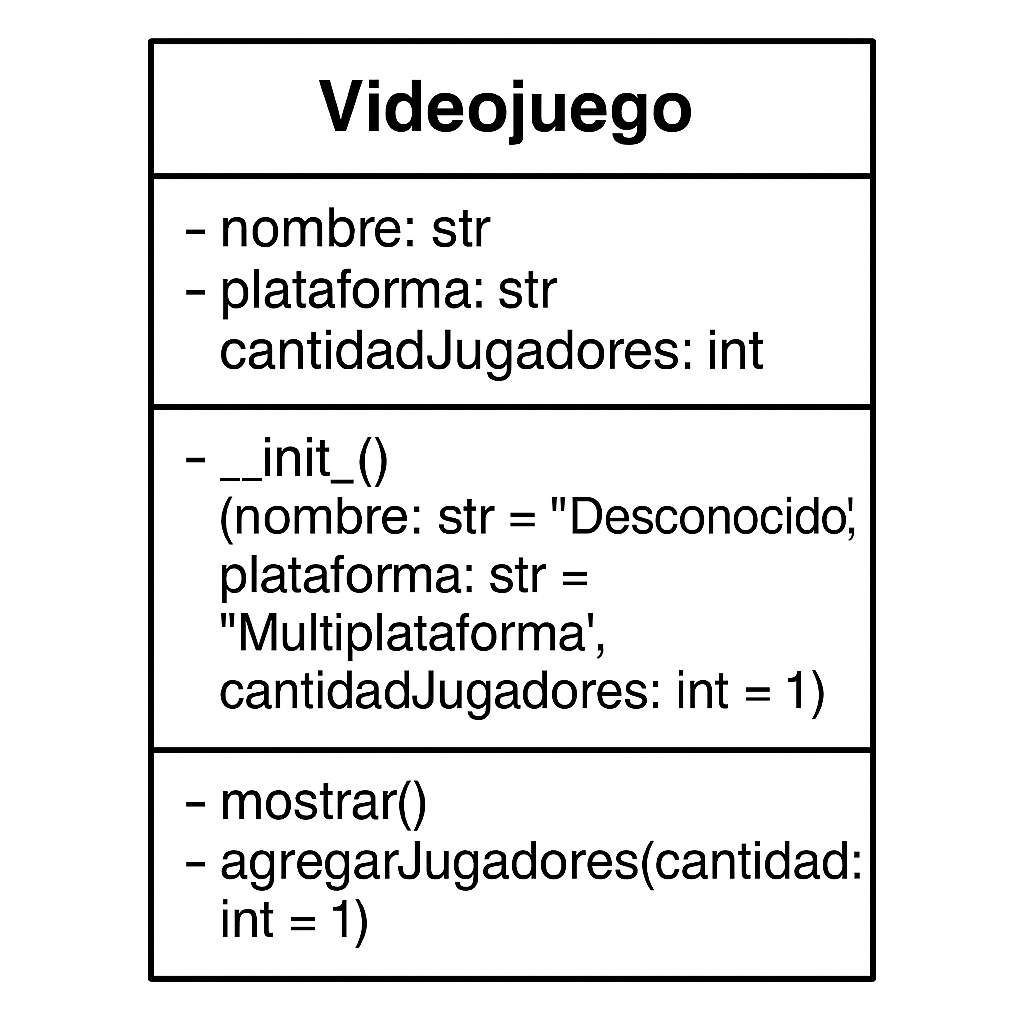 Videojuego
– nombre: str
– plataforma: str
cantidadJugadores: int
– __init_()
(nombre: str = "Desconocido',
plataforma: str =
"Multiplataforma',
cantidadJugadores: int = 1)
– mostrar()
– agregarJugadores(cantidad:
int = 1)